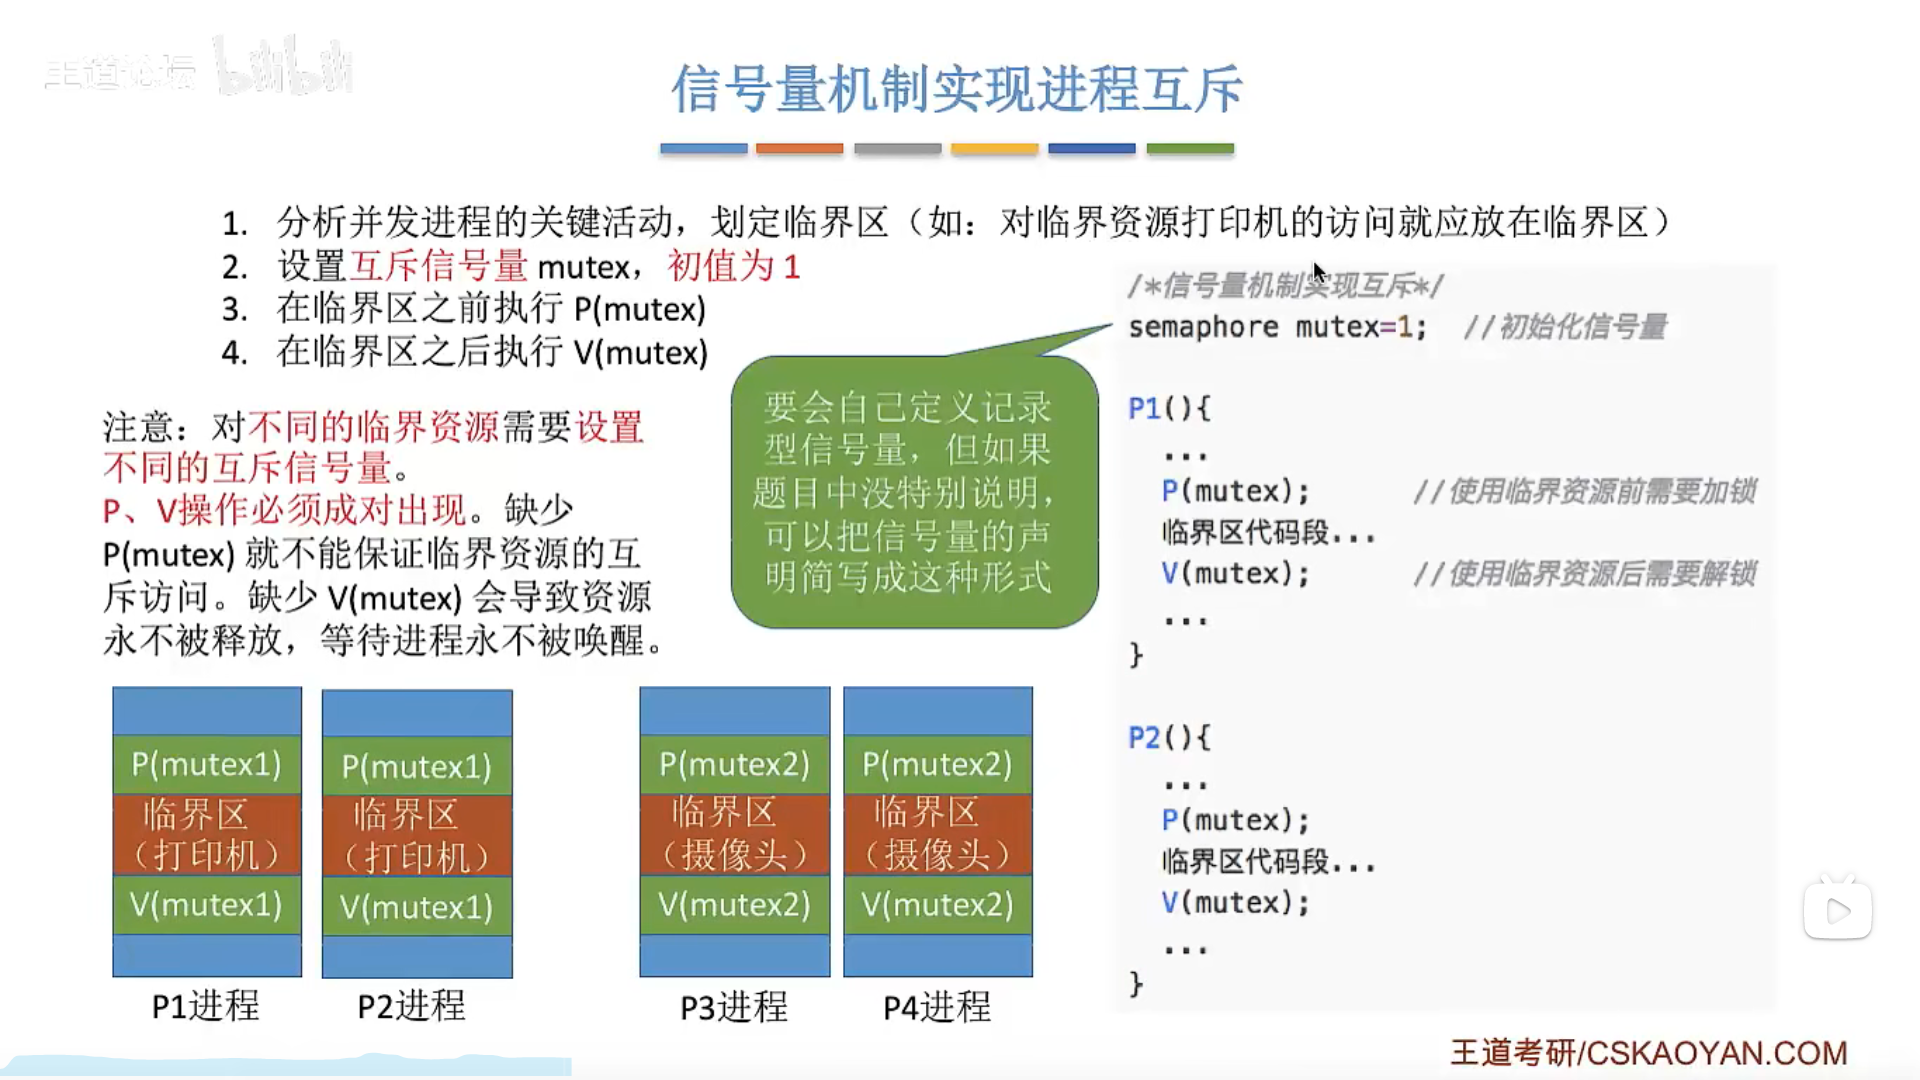 王道论坛 bilibili
信号量机制实现进程互斥
1. 分析并发进程的关键活动，划定临界区（如：对临界资源打印机的访问就应放在临界区）
2. 设置互斥信号量 mutex，初值为 1
3. 在临界区之前执行 P(mutex)
4. 在临界区之后执行 V(mutex)
注意：对不同的临界资源需要设置
不同的互斥信号量。
P、V操作必须成对出现。缺少
P(mutex) 就不能保证临界资源的互
斥访问。缺少 V(mutex) 会导致资源
永不被释放，等待进程永不被唤醒。
要会自己定义记录
型信号量，但如果
题目中没特别说明，
可以把信号量的声
明简写成这种形式
/*信号量机制实现互斥*/
semaphore mutex=1; //初始化信号量
P1(){
...
P(mutex); //使用临界资源前需要加锁
临界区代码段...
V(mutex); //使用临界资源后需要解锁
...
}
P2(){
...
P(mutex);
临界区代码段...
V(mutex);
...
}
P(mutex1)
临界区
（打印机）
V(mutex1)
P1进程
P(mutex1)
临界区
（打印机）
V(mutex1)
P2进程
P(mutex2)
临界区
（摄像头）
V(mutex2)
P3进程
P(mutex2)
临界区
（摄像头）
V(mutex2)
P4进程
王道考研/CSKAOYAN.COM